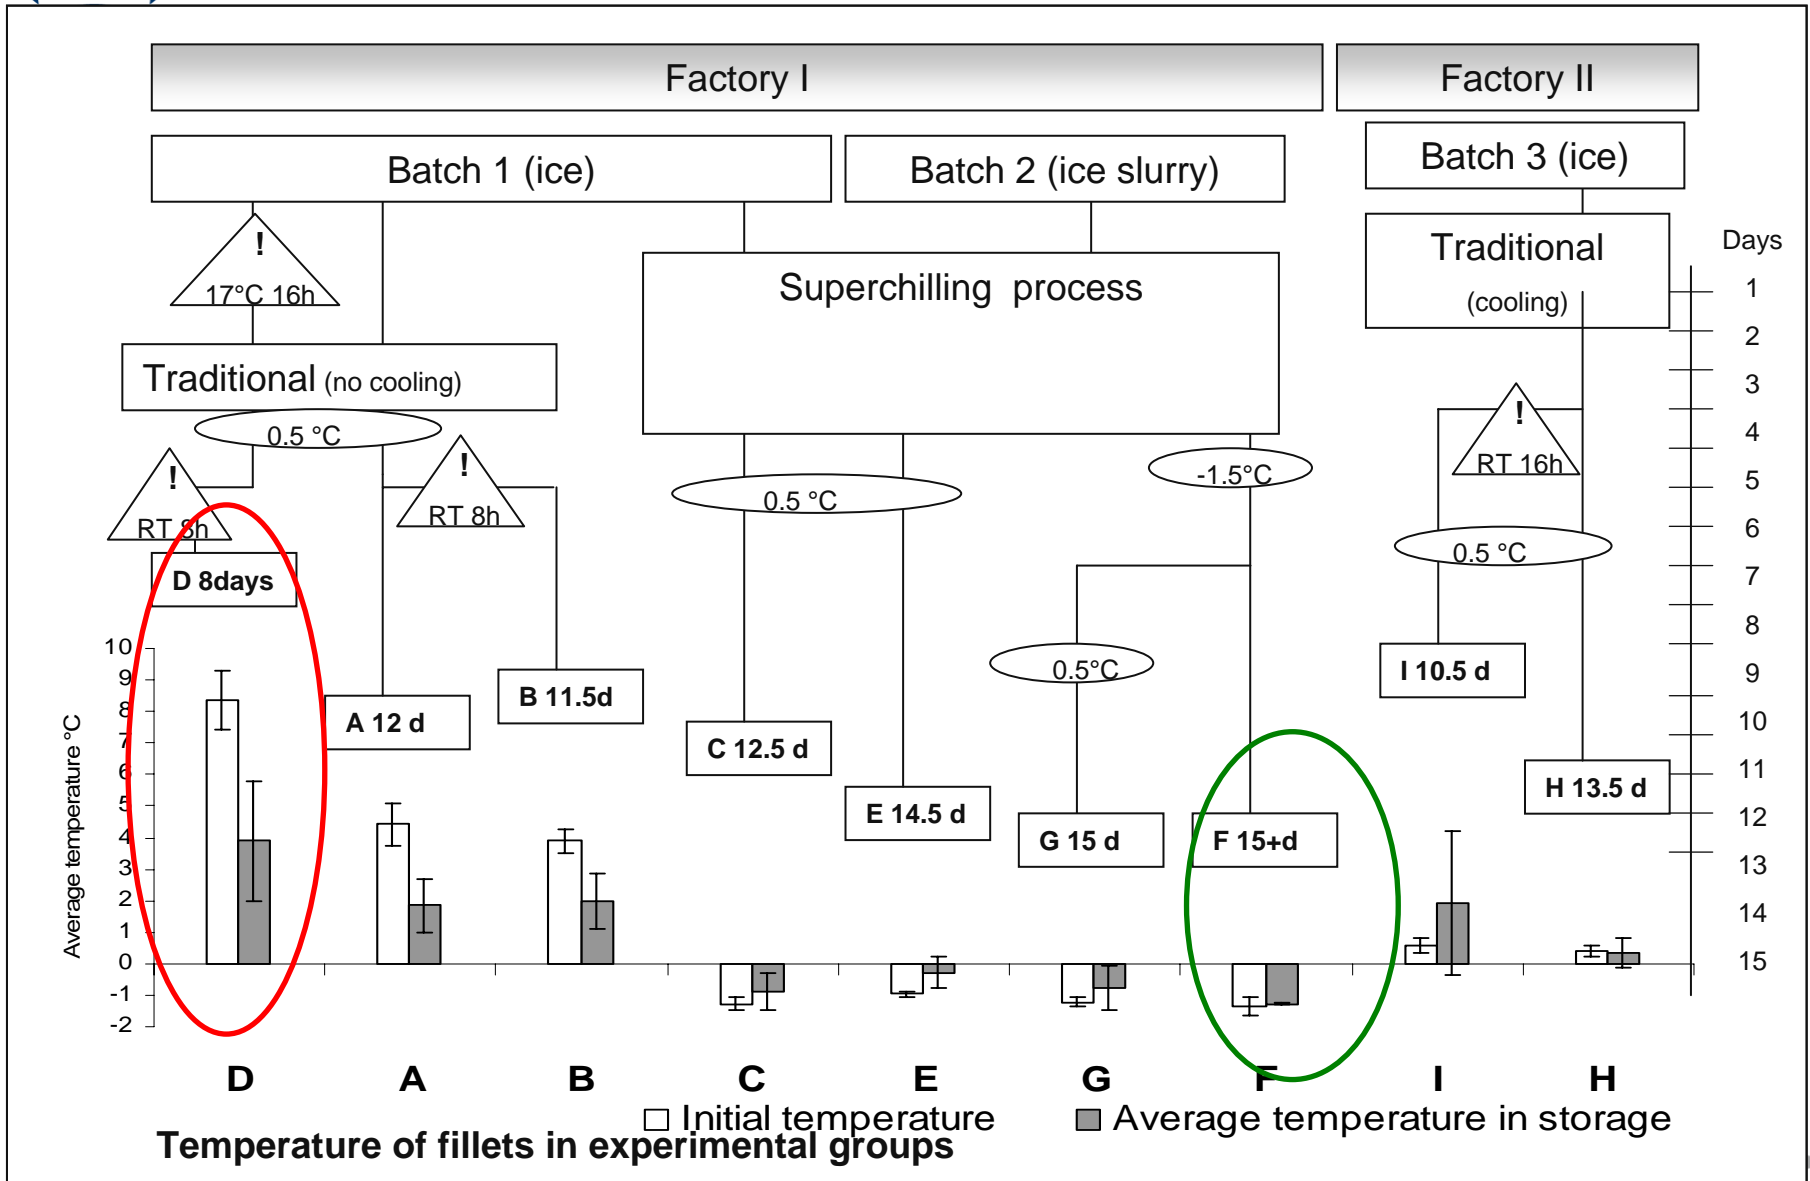 Factory I
Factory II
Batch 1 (ice)
Batch 2 (ice slurry)
Batch 3 (ice)
!
17°C 16h
Superchilling process
Traditional
(cooling)
Days
1
2
3
4
5
6
7
8
9
10
11
12
13
14
15
Traditional (no cooling)
0.5 °C
!
RT 8h
!
RT 8h
0.5 °C
-1.5°C
!
RT 16h
0.5 °C
0.5°C
D 8days
A 12 d
B 11.5d
C 12.5 d
E 14.5 d
G 15 d
F 15+d
I 10.5 d
H 13.5 d
Average temperature °C
10
9
8
7
6
5
4
3
2
1
0
-1
-2
D A B C E G F I H
Initial temperature Average temperature in storage
Temperature of fillets in experimental groups